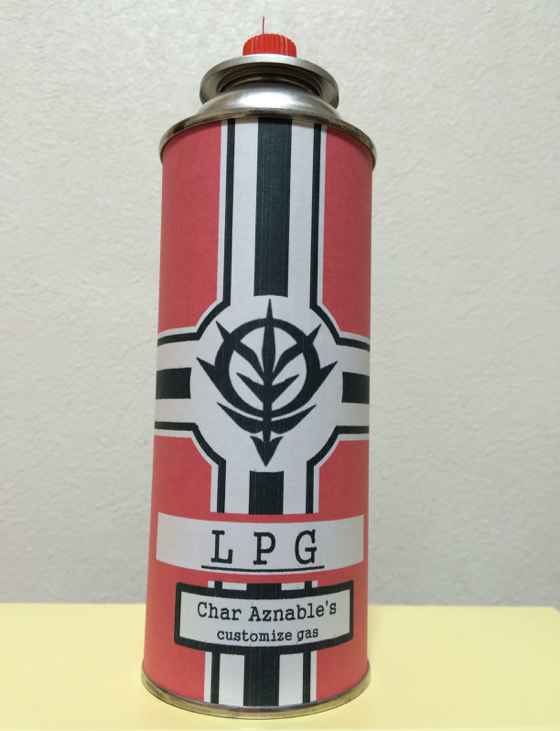 LPG
Char Aznable's
customize gas